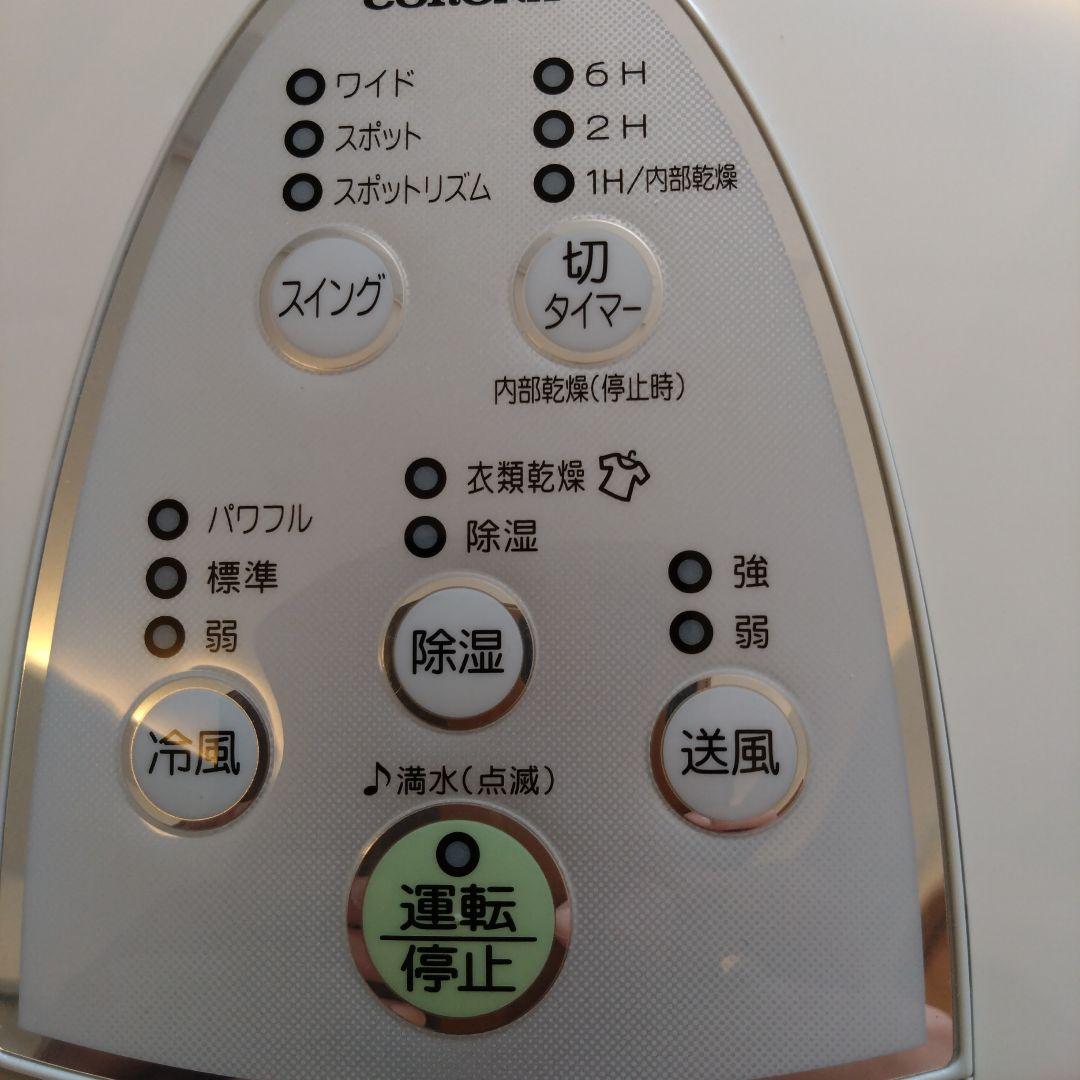 CORONA
ワイド
スポット
スポットリズム
6H
2H
1H/内部乾燥
スイング
切
タイマー
内部乾燥(停止時)
衣類乾燥
除湿
パワフル
標準
弱
強
弱
除湿
冷風
送風
♪満水(点滅)
運転
停止